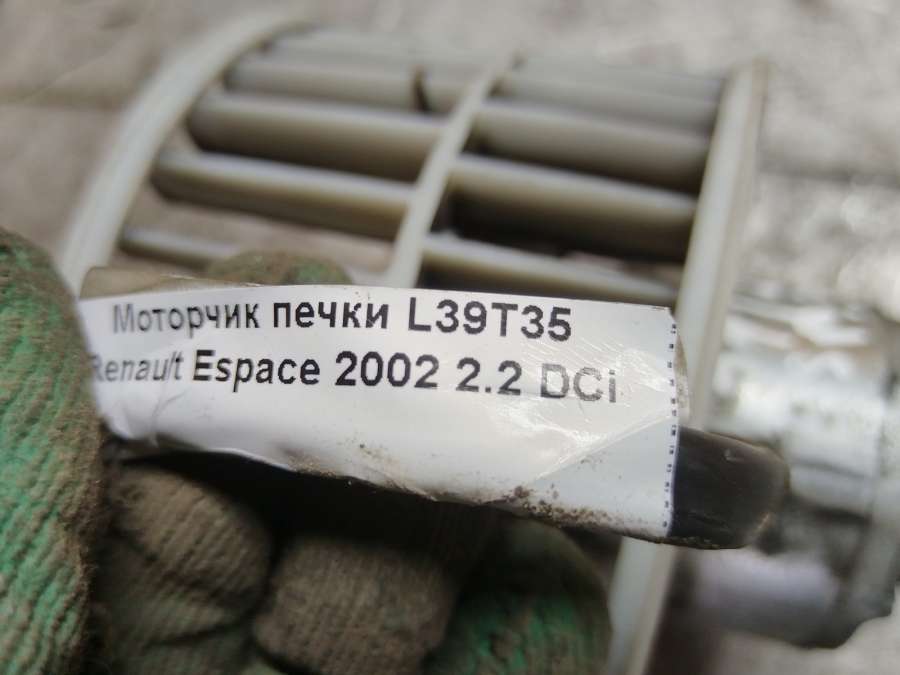 Моторчик печки L39T35
Renault Espace 2002 2.2 DCi